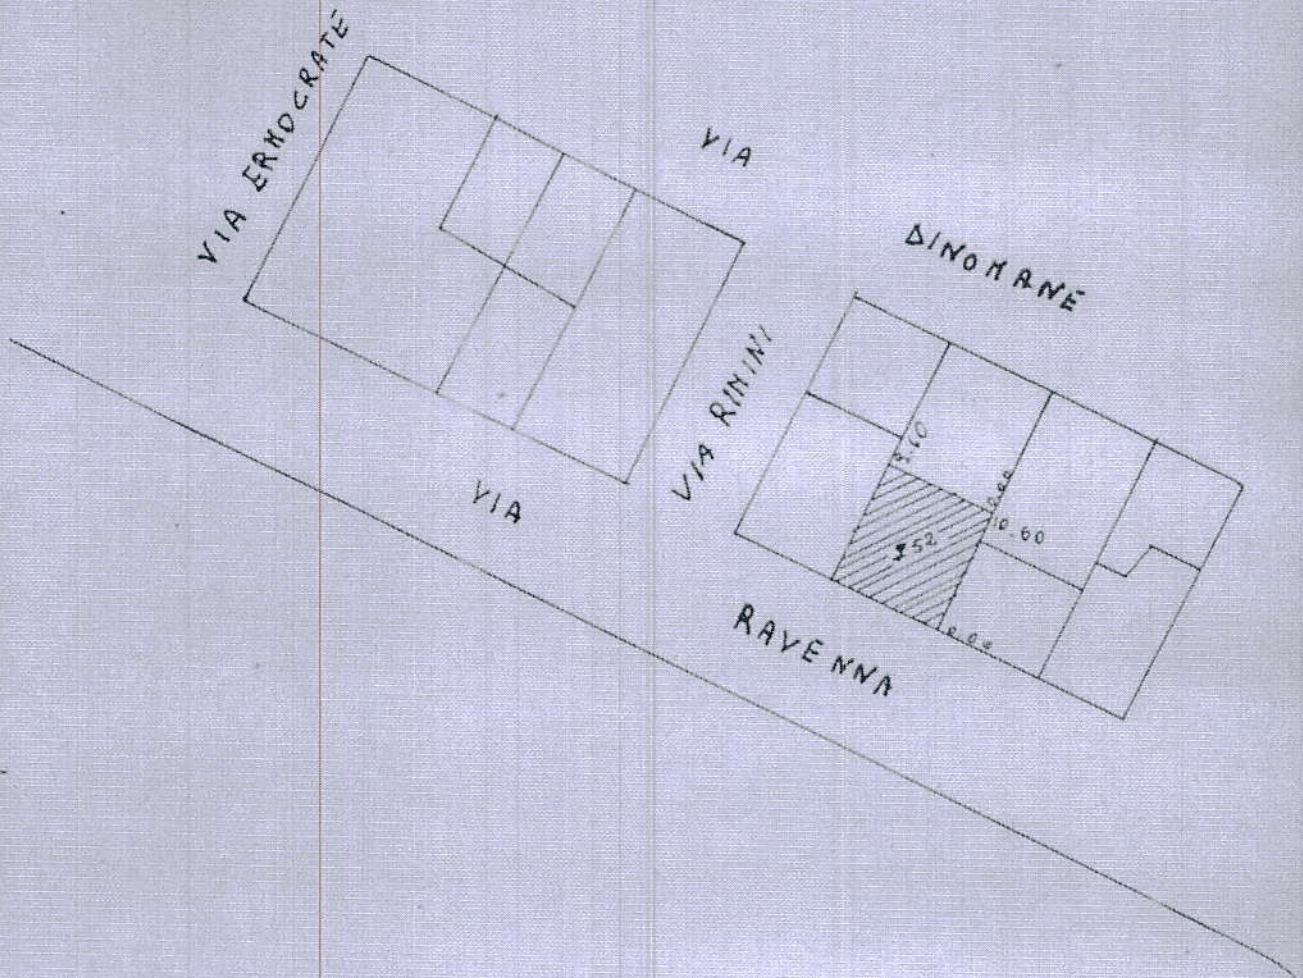 VIA ERMOCRATE
VIA
DINOMANE
VIA RIMINI
10.60
VIA
RAVENNA